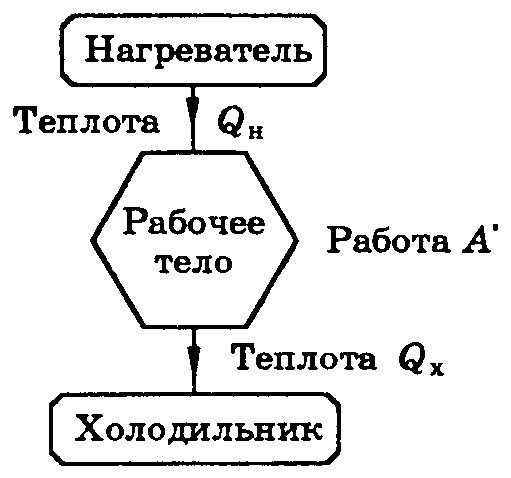 Нагреватель
Теплота Qн
Рабочее
тело
Работа A'
Теплота Qх
Холодильник